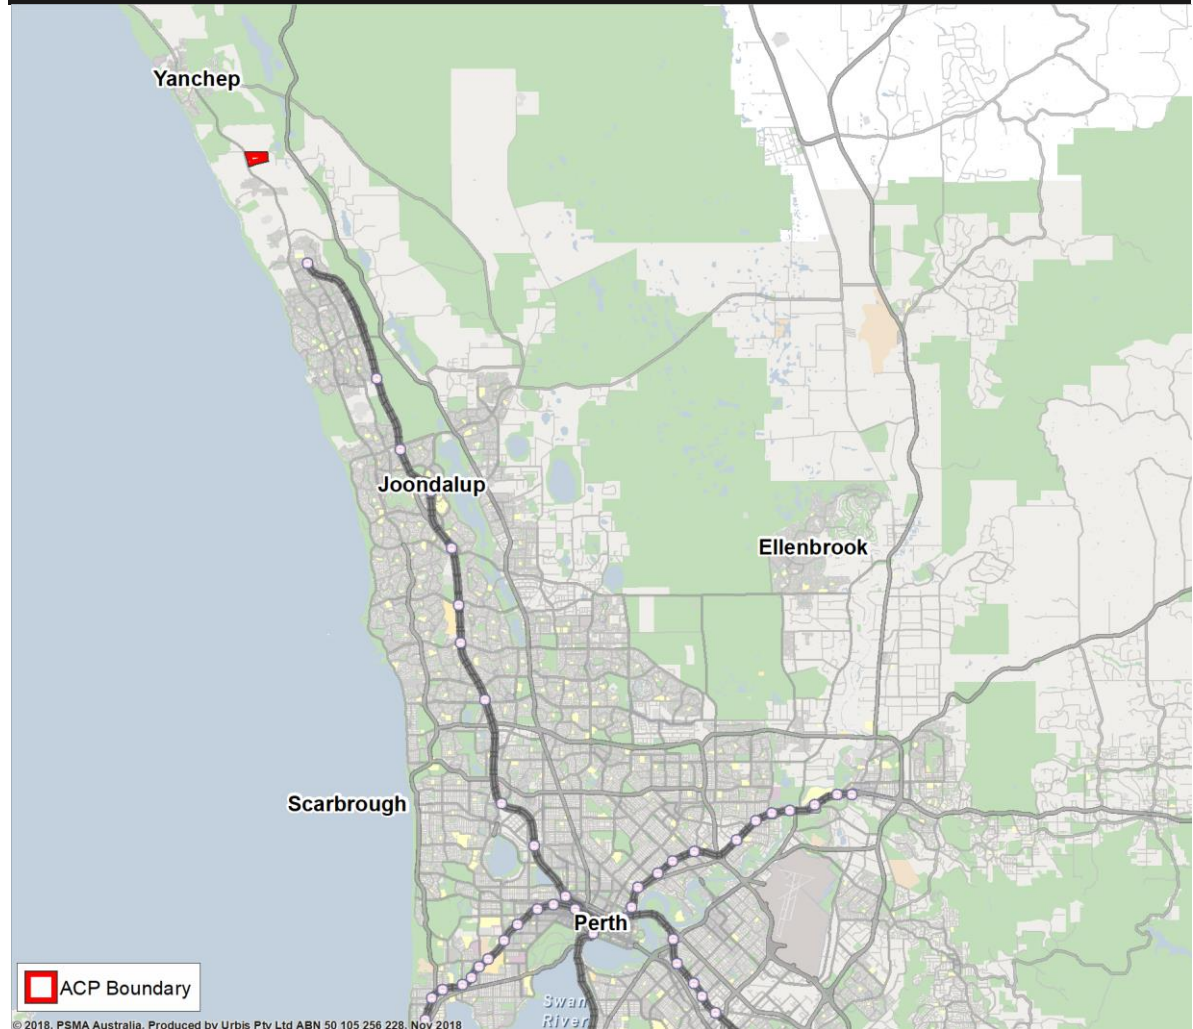 Yanchep
Joondalup
Ellenbrook
Scarbrough
Perth
Swan
River
ACP Boundary
© 2018. PSMA Australia. Produced by Urbis Pty Ltd ABN 50 105 256 228. Nov 2018